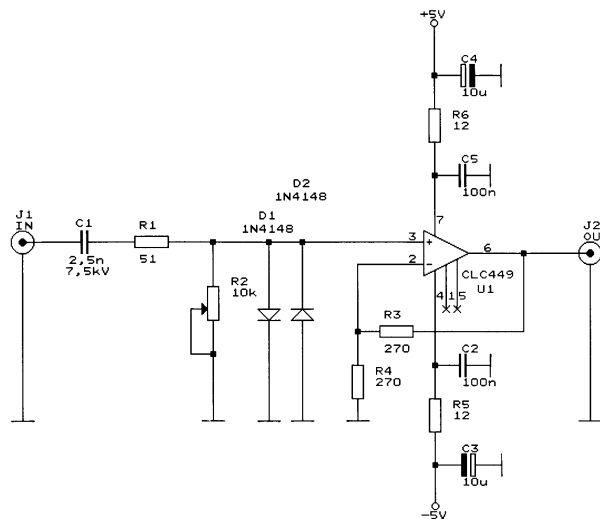 +5V
C4
10u
R6
12
C5
100n
D2
1N4148
D1
1N4148
J1
IN
C1
2,5n
7,5kV
R1
51
R2
10k
7
3
+
2
-
6
4
1
5
CLC449
U1
J2
OU
R3
270
R4
270
C2
100n
R5
12
C3
10u
-5V